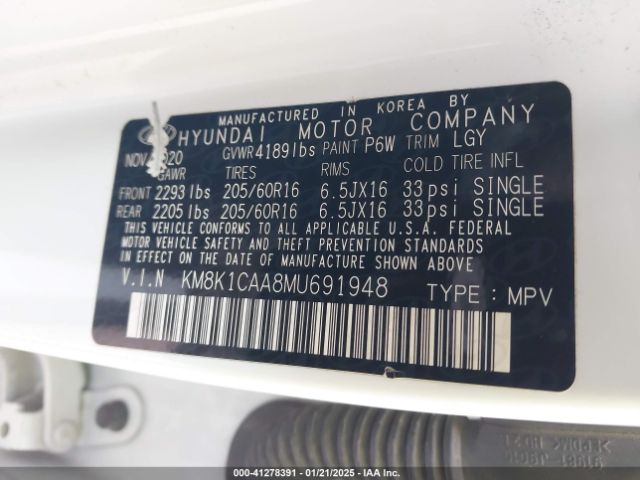 MANUFACTURED IN KOREA BY
HYUNDAI MOTOR COMPANY
NOV 2020 GVWR 4189 lbs PAINT P6W TRIM LGY
GAWR TIRES RIMS COLD TIRE INFL
FRONT 2293 lbs 205/60R16 6.5JX16 33psi SINGLE
REAR 2205 lbs 205/60R16 6.5JX16 33psi SINGLE
THIS VEHICLE CONFORMS TO ALL APPLICABLE U.S.A. FEDERAL
MOTOR VEHICLE SAFETY AND THEFT PREVENTION STANDARDS
IN EFFECT ON THE DATE OF MANUFACTURE SHOWN ABOVE.
V.I.N KM8K1CAA8MU691948 TYPE : MPV
000-41278391 | 01/21/2025 | IAA, Inc.